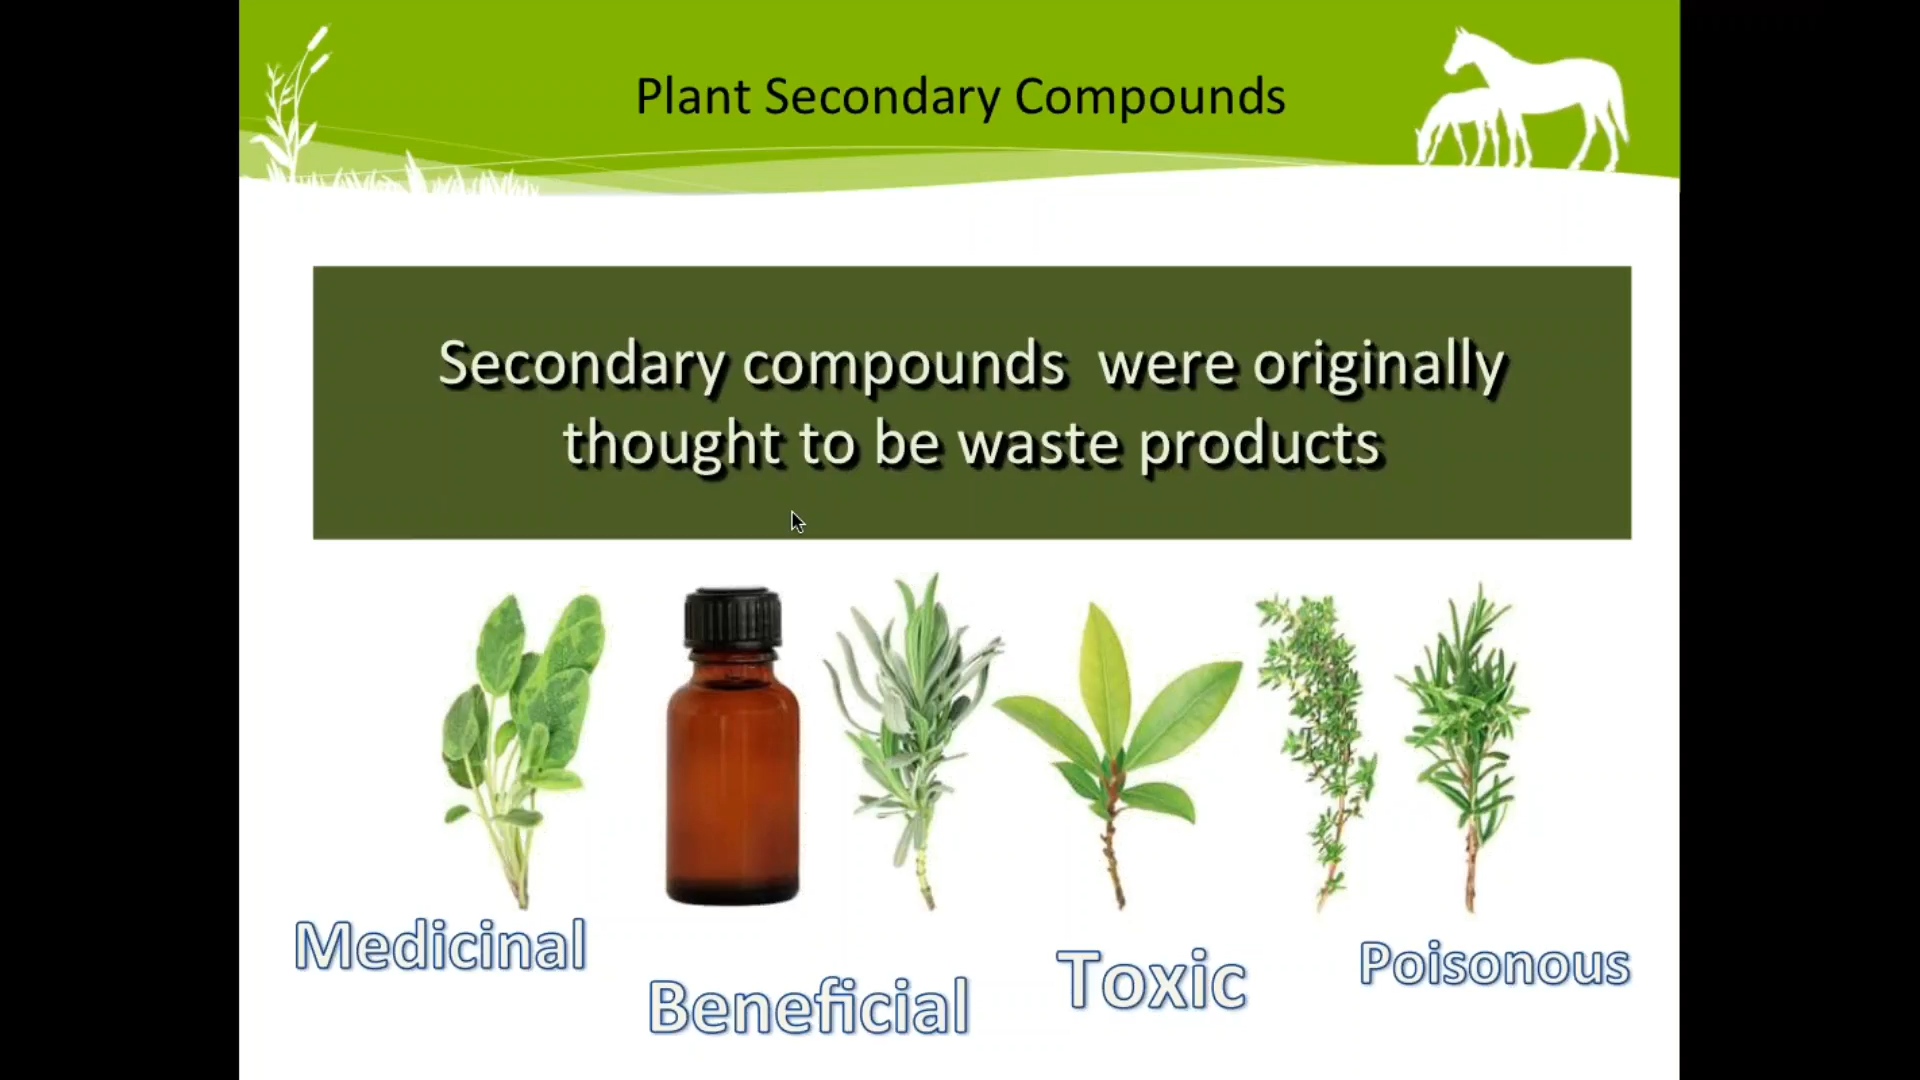 Plant Secondary Compounds
Secondary compounds  were originally
thought to be waste products
Medicinal
Beneficial
Toxic
Poisonous